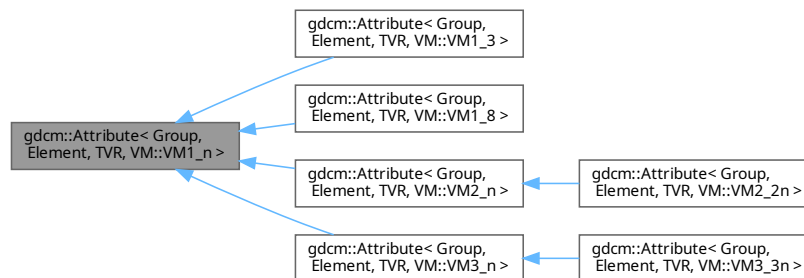 gdcm::Attribute< Group,
Element, TVR, VM::VM1_3 >
gdcm::Attribute< Group,
Element, TVR, VM::VM1_8 >
gdcm::Attribute< Group,
Element, TVR, VM::VM1_n >
gdcm::Attribute< Group,
Element, TVR, VM::VM2_n >
gdcm::Attribute< Group,
Element, TVR, VM::VM2_2n >
gdcm::Attribute< Group,
Element, TVR, VM::VM3_n >
gdcm::Attribute< Group,
Element, TVR, VM::VM3_3n >